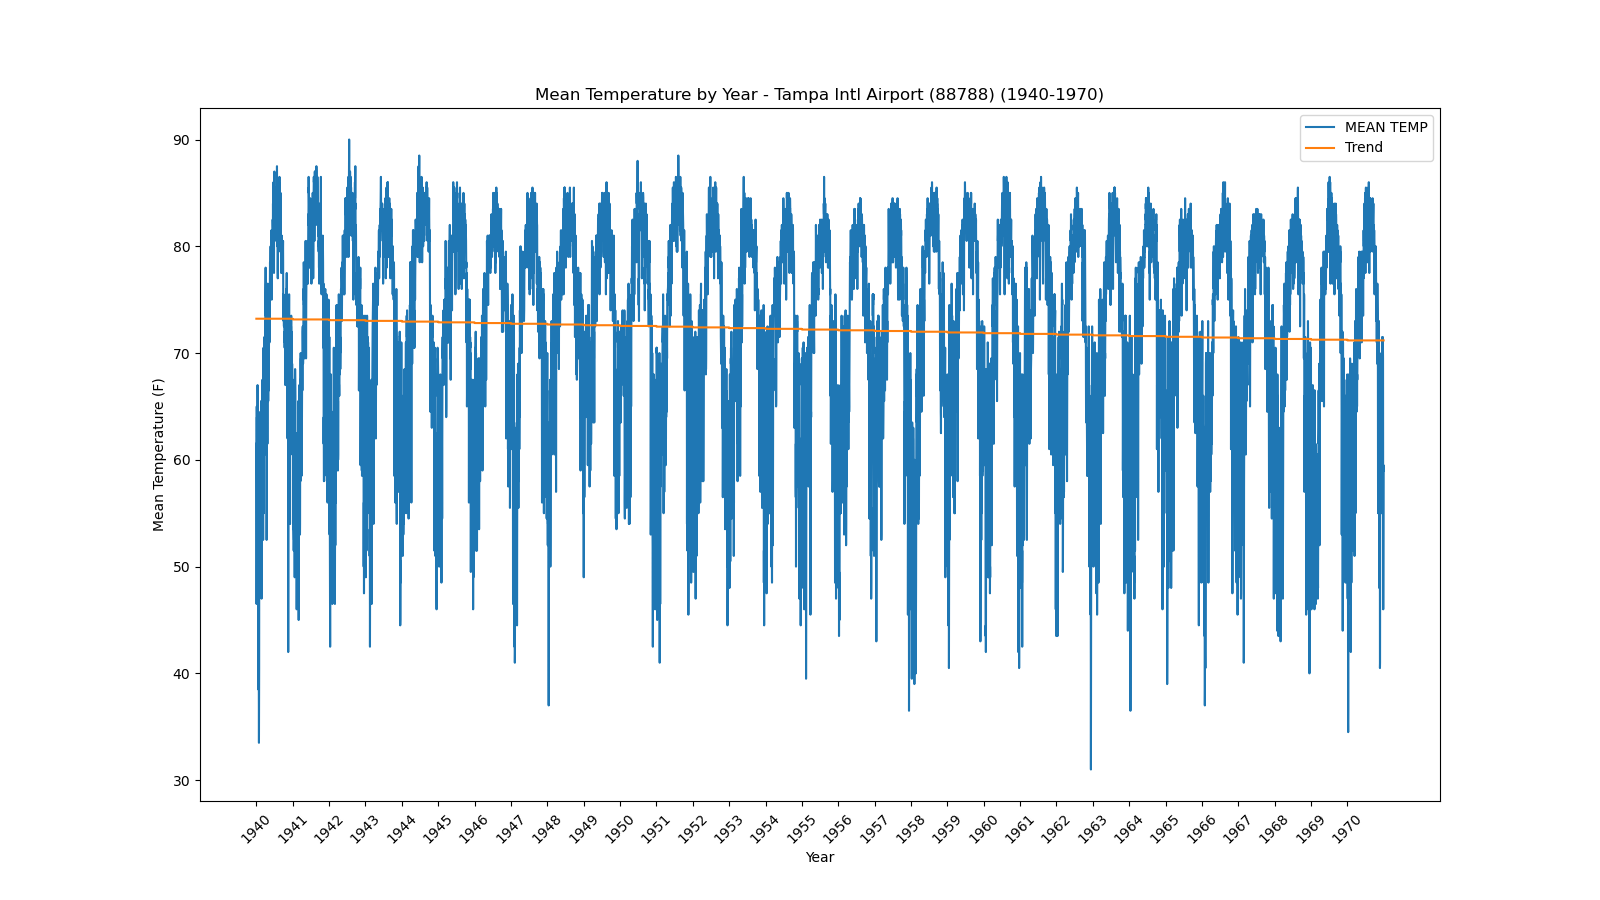 Mean Temperature by Year - Tampa Intl Airport (88788) (1940-1970)
MEAN TEMP
Trend
90
80
70
60
50
40
30
Mean Temperature (F)
1940 1941 1942 1943 1944 1945 1946 1947 1948 1949 1950 1951 1952 1953 1954 1955 1956 1957 1958 1959 1960 1961 1962 1963 1964 1965 1966 1967 1968 1969 1970
Year